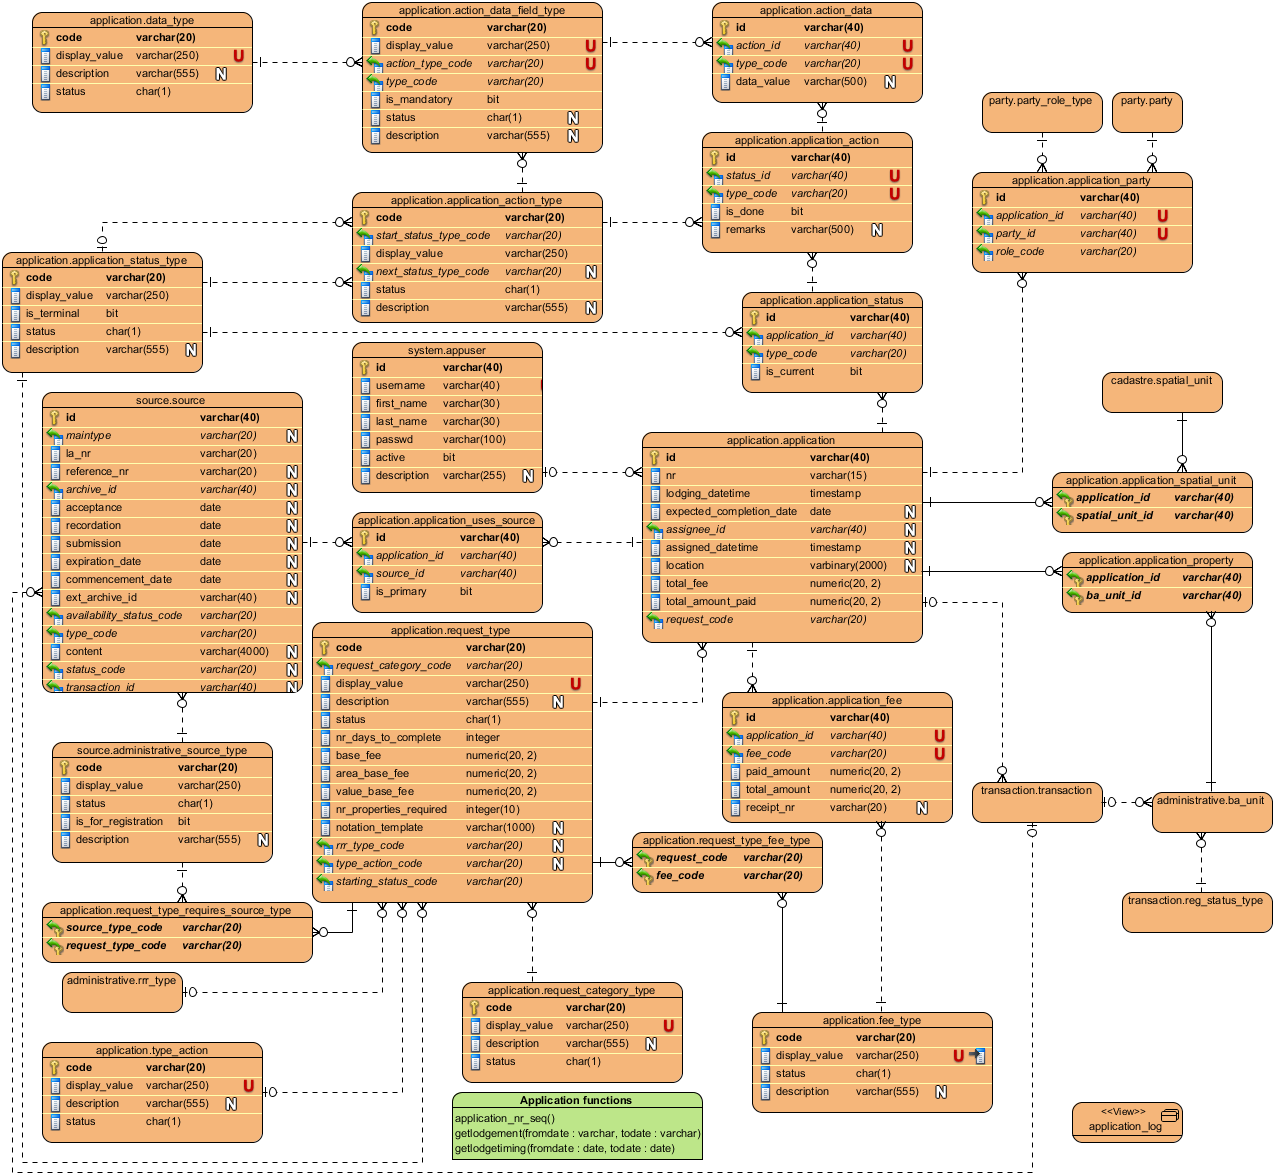 application.data_type
code varchar(20)
display_value varchar(250) U
description varchar(555) N
status char(1)
application.action_data_field_type
code varchar(20)
display_value varchar(250) U
action_type_code varchar(20) U
type_code varchar(20)
is_mandatory bit
status char(1) N
description varchar(555) N
application.action_data
id varchar(40)
action_id varchar(40) U
type_code varchar(20) U
data_value varchar(500) N
party.party_role_type
party.party
application.application_action
id varchar(40)
status_id varchar(40) U
type_code varchar(20) U
is_done bit
remarks varchar(500) N
application.application_party
id varchar(40)
application_id varchar(40) U
party_id varchar(40) U
role_code varchar(20)
application.application_action_type
code varchar(20)
start_status_type_code varchar(20)
display_value varchar(250)
next_status_type_code varchar(20) N
status char(1)
description varchar(555) N
application.application_status_type
code varchar(20)
display_value varchar(250)
is_terminal bit
status char(1)
description varchar(555) N
application.application_status
id varchar(40)
application_id varchar(40)
type_code varchar(20)
is_current bit
system.appuser
id varchar(40)
username varchar(40)
first_name varchar(30)
last_name varchar(30)
passwd varchar(100)
active bit
description varchar(255) N
cadastre.spatial_unit
source.source
id varchar(40)
maintype varchar(20) N
la_nr varchar(20)
reference_nr varchar(20) N
archive_id varchar(40) N
acceptance date N
recordation date N
submission date N
expiration_date date N
commencement_date date N
ext_archive_id varchar(40) N
availability_status_code varchar(20)
type_code varchar(20)
content varchar(4000) N
status_code varchar(20) N
transaction_id varchar(40) N
application.application
id varchar(40)
nr varchar(15)
lodging_datetime timestamp
expected_completion_date date N
assignee_id varchar(40) N
assigned_datetime timestamp N
location varbinary(2000) N
total_fee numeric(20, 2)
total_amount_paid numeric(20, 2)
request_code varchar(20)
application.application_spatial_unit
application_id varchar(40)
spatial_unit_id varchar(40)
application.application_uses_source
id varchar(40)
application_id varchar(40)
source_id varchar(40)
is_primary bit
application.application_property
application_id varchar(40)
ba_unit_id varchar(40)
application.request_type
code varchar(20)
request_category_code varchar(20)
display_value varchar(250) U
description varchar(555) N
status char(1)
nr_days_to_complete integer
base_fee numeric(20, 2)
area_base_fee numeric(20, 2)
value_base_fee numeric(20, 2)
nr_properties_required integer(10)
notation_template varchar(1000) N
rrr_type_code varchar(20) N
type_action_code varchar(20) N
starting_status_code varchar(20)
application.application_fee
id varchar(40)
application_id varchar(40) U
fee_code varchar(20) U
paid_amount numeric(20, 2)
total_amount numeric(20, 2)
receipt_nr varchar(20) N
source.administrative_source_type
code varchar(20)
display_value varchar(250)
status char(1)
is_for_registration bit
description varchar(555) N
transaction.transaction
administrative.ba_unit
application.request_type_fee_type
request_code varchar(20)
fee_code varchar(20)
transaction.reg_status_type
application.request_type_requires_source_type
source_type_code varchar(20)
request_type_code varchar(20)
administrative.rrr_type
application.request_category_type
code varchar(20)
display_value varchar(250) U
description varchar(555) N
status char(1)
application.fee_type
code varchar(20)
display_value varchar(250) U
status char(1)
description varchar(555) N
application.type_action
code varchar(20)
display_value varchar(250) U
description varchar(555) N
status char(1)
Application functions
application_nr_seq()
getlodgement(fromdate : varchar, todate : varchar)
getlodgetiming(fromdate : date, todate : date)
<<View>>
application_log